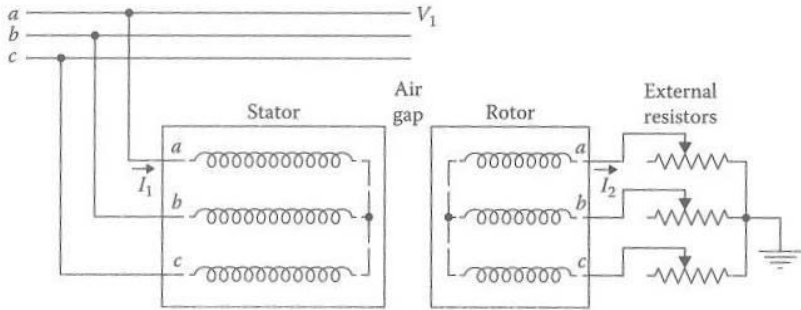 a V₁
b
c
Stator Air gap Rotor External resistors
a a
I₁ I₂
b b
c c